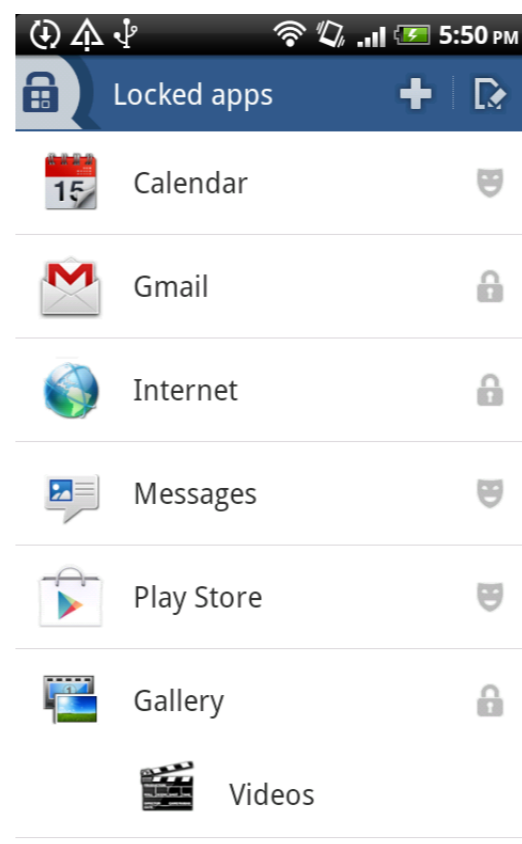 5:50 PM
Locked apps
15 Calendar
Gmail
Internet
Messages
Play Store
Gallery
Videos